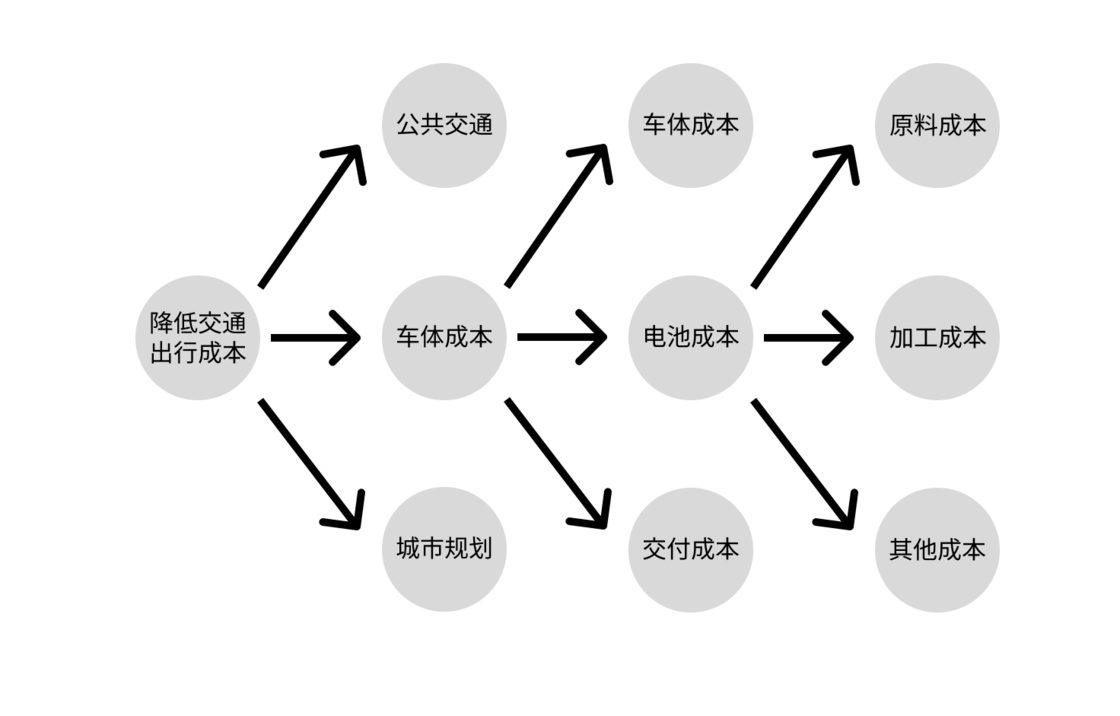 公共交通
车体成本
原料成本
降低交通
出行成本
车体成本
电池成本
加工成本
城市规划
交付成本
其他成本